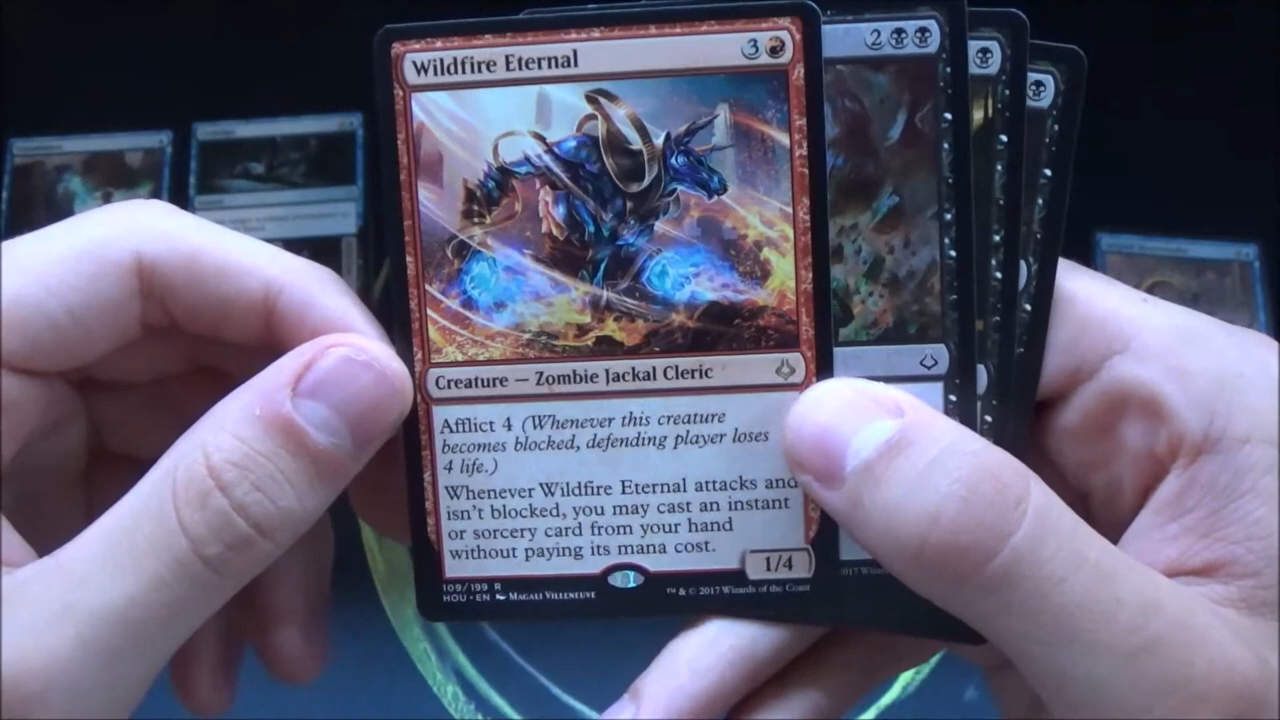 Wildfire Eternal
3
2
Creature — Zombie Jackal Cleric
Afflict 4 (Whenever this creature
becomes blocked, defending player loses
4 life.)
Whenever Wildfire Eternal attacks and
isn't blocked, you may cast an instant
or sorcery card from your hand
without paying its mana cost.
1/4
109/199 R
HOU • EN MAGALI VILLENEUVE
™ & © 2017 Wizards of the Coast
2017 Wizar